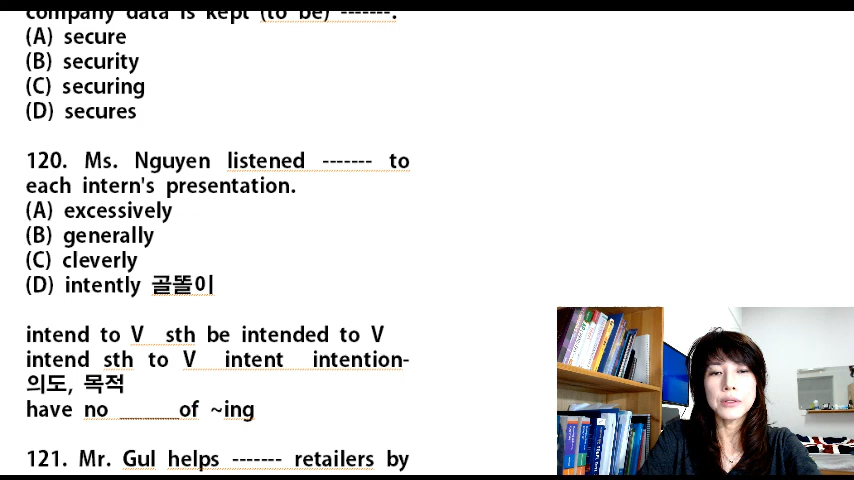 company data is kept (to be) -------.
(A) secure
(B) security
(C) securing
(D) secures
120. Ms. Nguyen listened ------- to
each intern's presentation.
(A) excessively
(B) generally
(C) cleverly
(D) intently 골똘이
intend to V sth be intended to V
intend sth to V intent intention-
의도, 목적
have no ______of ~ing
121. Mr. Gul helps ------- retailers by